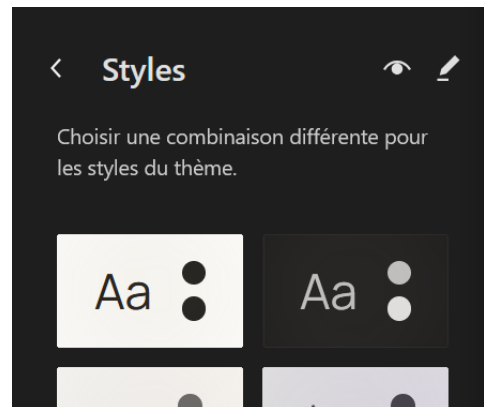 Styles
Choisir une combinaison différente pour
les styles du thème.
Aa
Aa